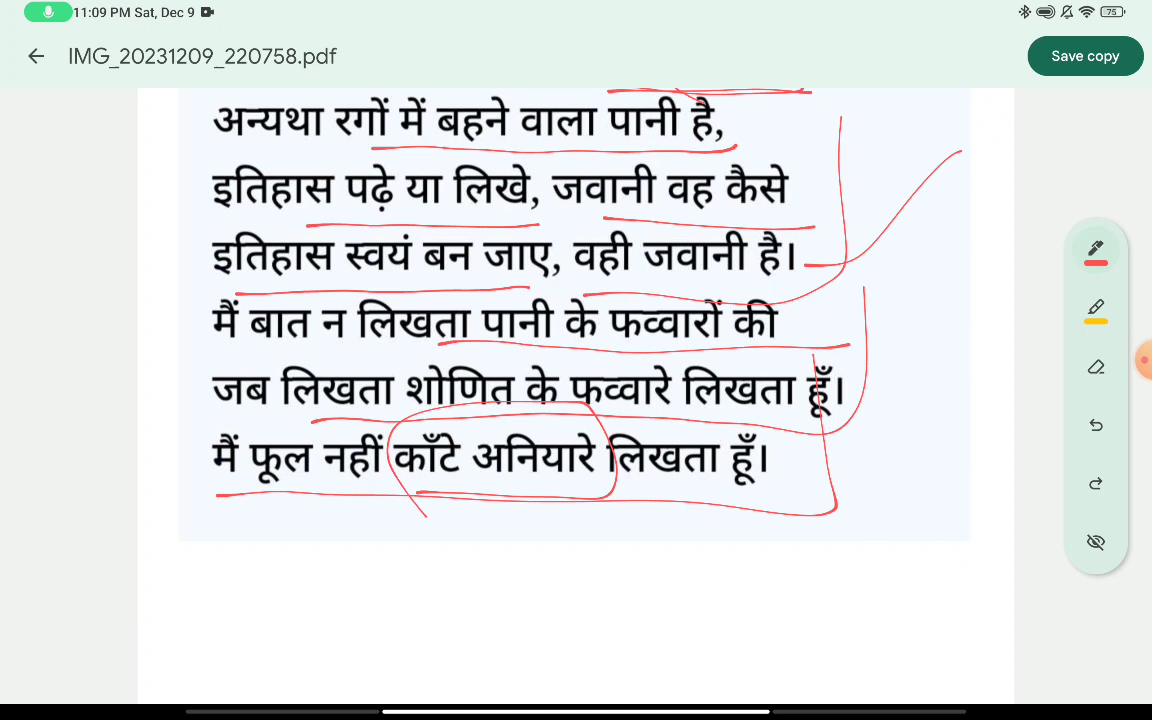 11:09 PM Sat, Dec 9
75
IMG_20231209_220758.pdf
Save copy
अन्यथा रगों में बहने वाला पानी है,
इतिहास पढ़े या लिखे, जवानी वह कैसे
इतिहास स्वयं बन जाए, वही जवानी है।
मैं बात न लिखता पानी के फव्वारों की
जब लिखता शोणित के फव्वारे लिखता हूँ।
मैं फूल नहीं काँटे अनियारे लिखता हूँ।